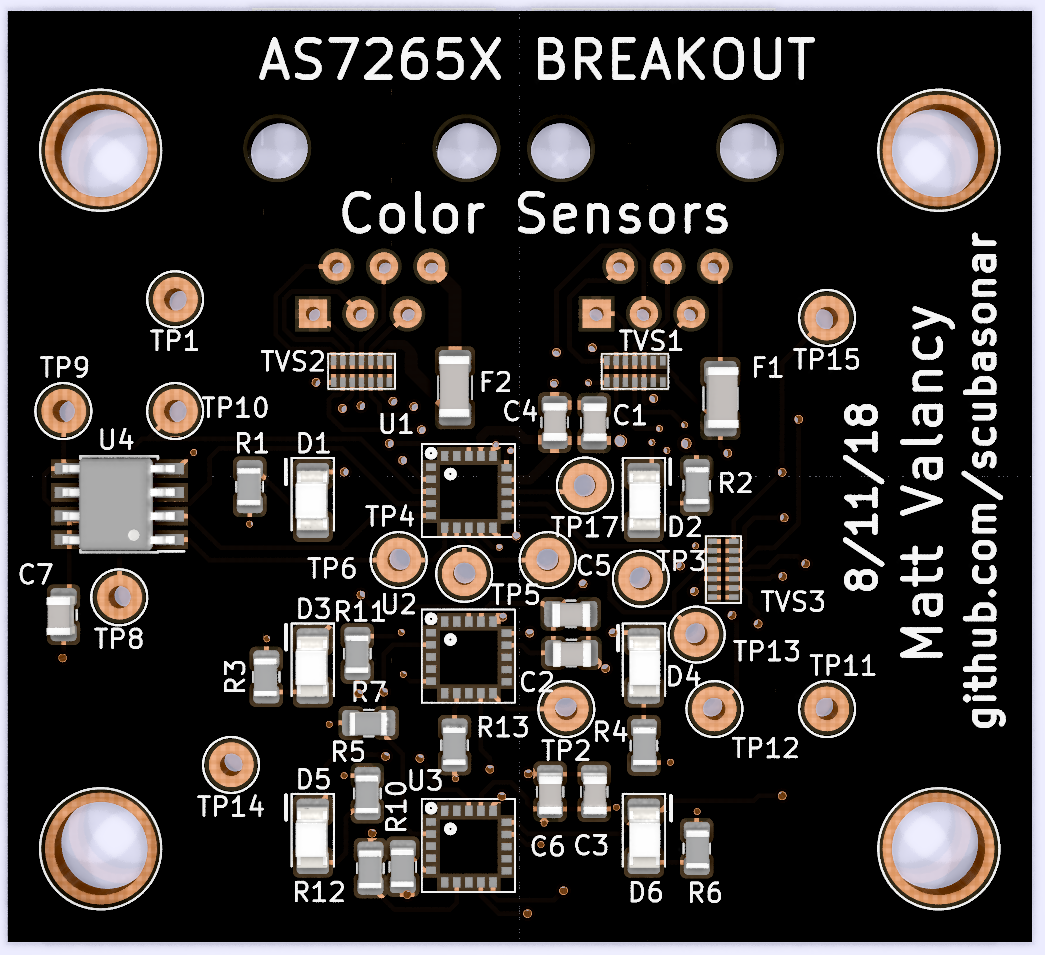 AS7265X BREAKOUT
Color Sensors
TP1
TVS2
TVS1
TP15
TP9
F2
F1
TP10
C4
C1
U1
U4
R1
D1
R2
TP4
TP17
D2
TP6
C5
TP3
C7
TP5
TVS3
U2
TP8
D3
R11
TP13
R3
C2
D4
TP11
R7
R13
R4
TP12
R5
TP2
TP14
D5
U3
R10
C6
C3
R12
D6
R6
8/11/18
Matt Valancy
github.com/scubasonar